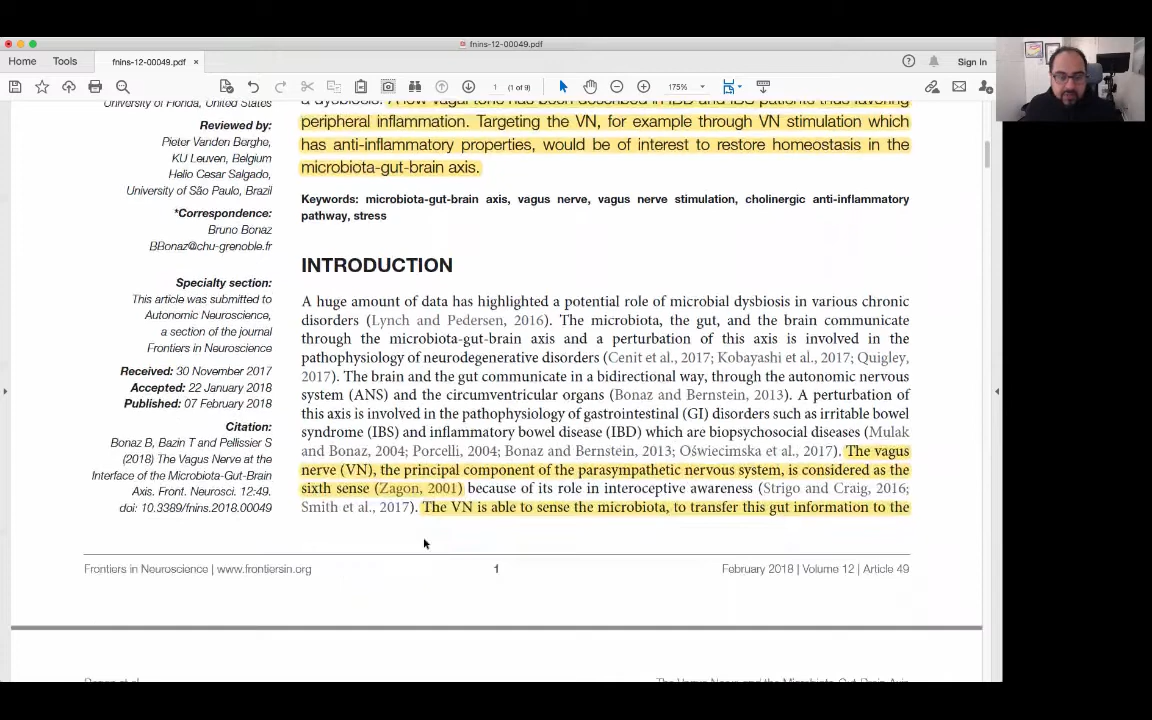 fnins-12-00049.pdf
Home Tools fnins-12-00049.pdf × Sign In
1 (1 of 9) 175%
University of Florida, United States
Reviewed by:
Pieter Vanden Berghe,
KU Leuven, Belgium
Helio Cesar Salgado,
University of São Paulo, Brazil
*Correspondence:
Bruno Bonaz
BBonaz@chu-grenoble.fr
Specialty section:
This article was submitted to
Autonomic Neuroscience,
a section of the journal
Frontiers in Neuroscience
Received: 30 November 2017
Accepted: 22 January 2018
Published: 07 February 2018
Citation:
Bonaz B, Bazin T and Pellissier S
(2018) The Vagus Nerve at the
Interface of the Microbiota-Gut-Brain
Axis. Front. Neurosci. 12:49.
doi: 10.3389/fnins.2018.00049
a dysbiosis. A low vagal tone has been described in IBD and IBS patients thus favoring
peripheral inflammation. Targeting the VN, for example through VN stimulation which
has anti-inflammatory properties, would be of interest to restore homeostasis in the
microbiota-gut-brain axis.
Keywords: microbiota-gut-brain axis, vagus nerve, vagus nerve stimulation, cholinergic anti-inflammatory
pathway, stress
INTRODUCTION
A huge amount of data has highlighted a potential role of microbial dysbiosis in various chronic
disorders (Lynch and Pedersen, 2016). The microbiota, the gut, and the brain communicate
through the microbiota-gut-brain axis and a perturbation of this axis is involved in the
pathophysiology of neurodegenerative disorders (Cenit et al., 2017; Kobayashi et al., 2017; Quigley,
2017). The brain and the gut communicate in a bidirectional way, through the autonomic nervous
system (ANS) and the circumventricular organs (Bonaz and Bernstein, 2013). A perturbation of
this axis is involved in the pathophysiology of gastrointestinal (GI) disorders such as irritable bowel
syndrome (IBS) and inflammatory bowel disease (IBD) which are biopsychosocial diseases (Mulak
and Bonaz, 2004; Porcelli, 2004; Bonaz and Bernstein, 2013; Oświecimska et al., 2017). The vagus
nerve (VN), the principal component of the parasympathetic nervous system, is considered as the
sixth sense (Zagon, 2001) because of its role in interoceptive awareness (Strigo and Craig, 2016;
Smith et al., 2017). The VN is able to sense the microbiota, to transfer this gut information to the
Frontiers in Neuroscience | www.frontiersin.org 1 February 2018 | Volume 12 | Article 49